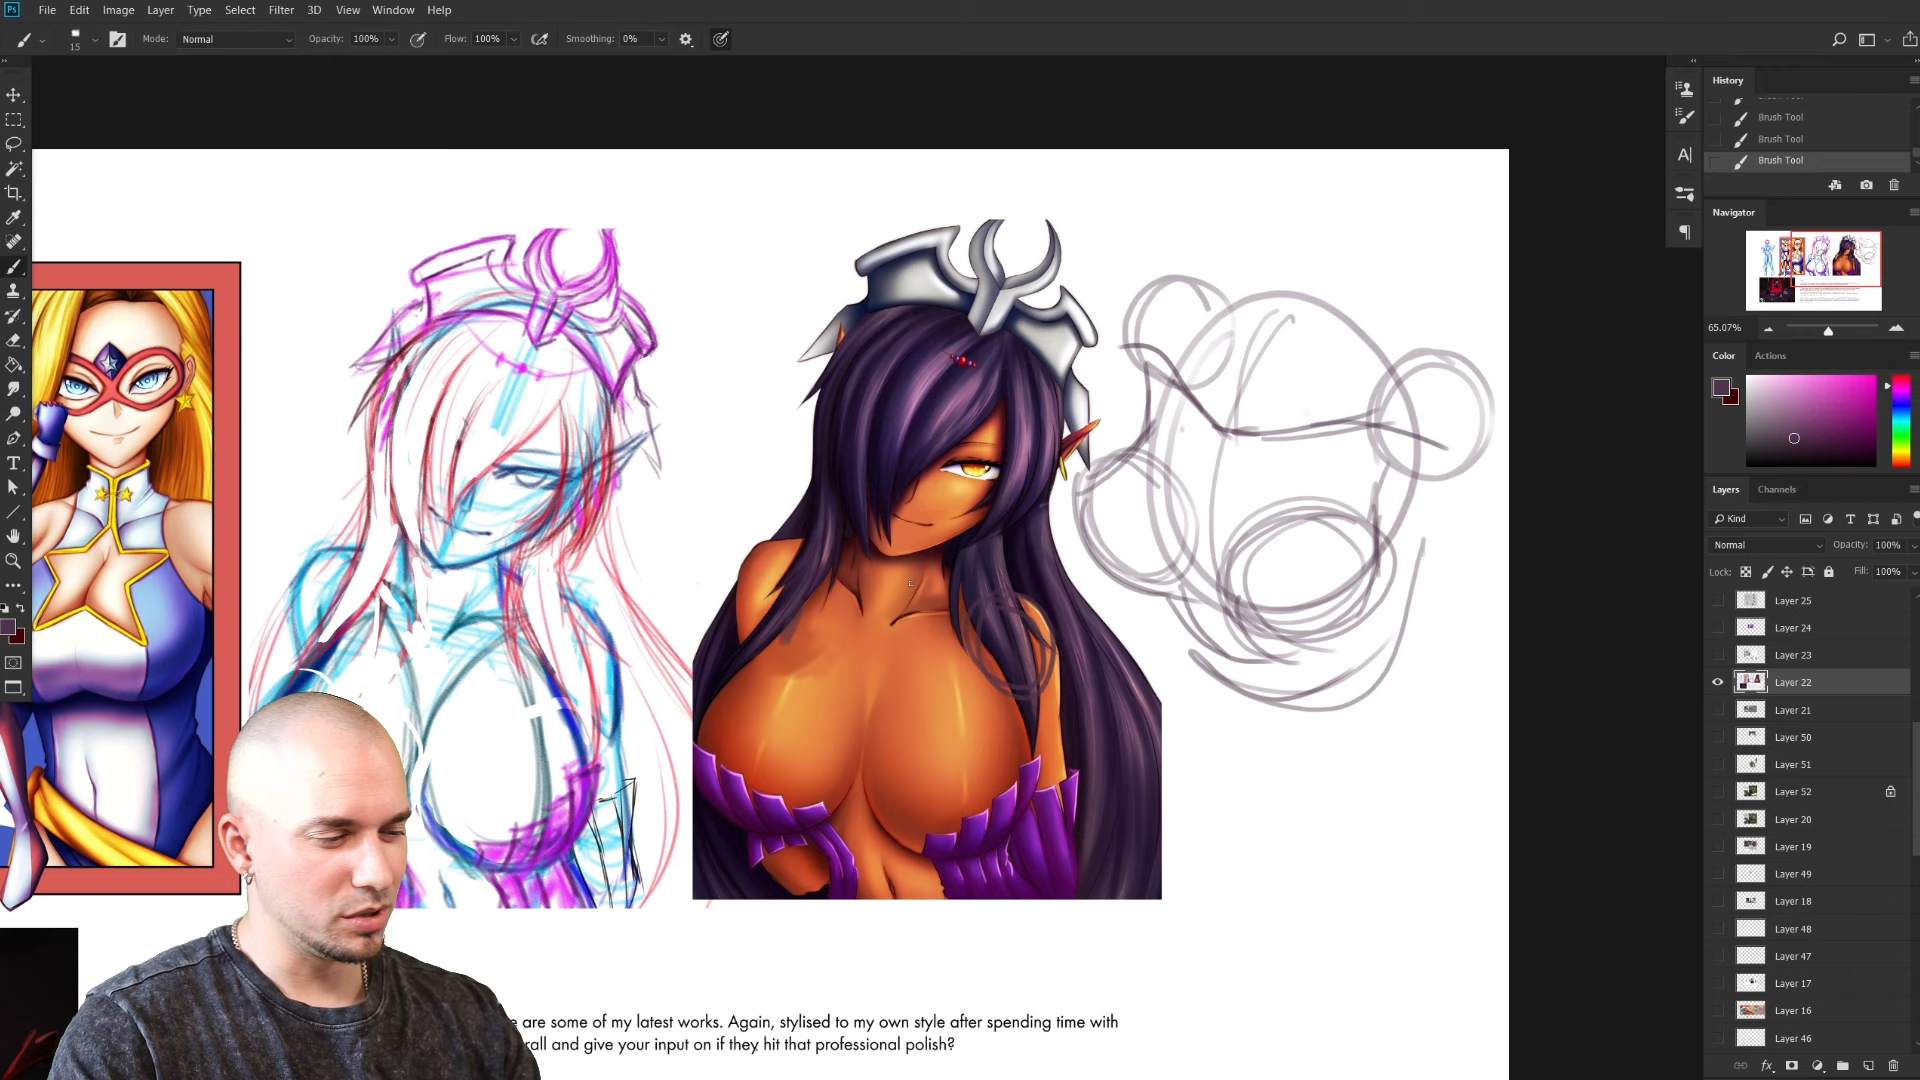 Ps File Edit Image Layer Type Select Filter 3D View Window Help
15 Mode: Normal Opacity: 100% Flow: 100% Smoothing: 0%
History
Brush Tool
Brush Tool
Brush Tool
Brush Tool
Navigator
65.07%
Color Actions
Layers Channels
Kind
Normal Opacity: 100%
Lock: Fill: 100%
Layer 25
Layer 24
Layer 23
Layer 22
Layer 21
Layer 50
Layer 51
Layer 52
Layer 20
Layer 19
Layer 49
Layer 18
Layer 48
Layer 47
Layer 17
Layer 16
Layer 46
are some of my latest works. Again, stylised to my own style after spending time with
and give your input on if they hit that professional polish?